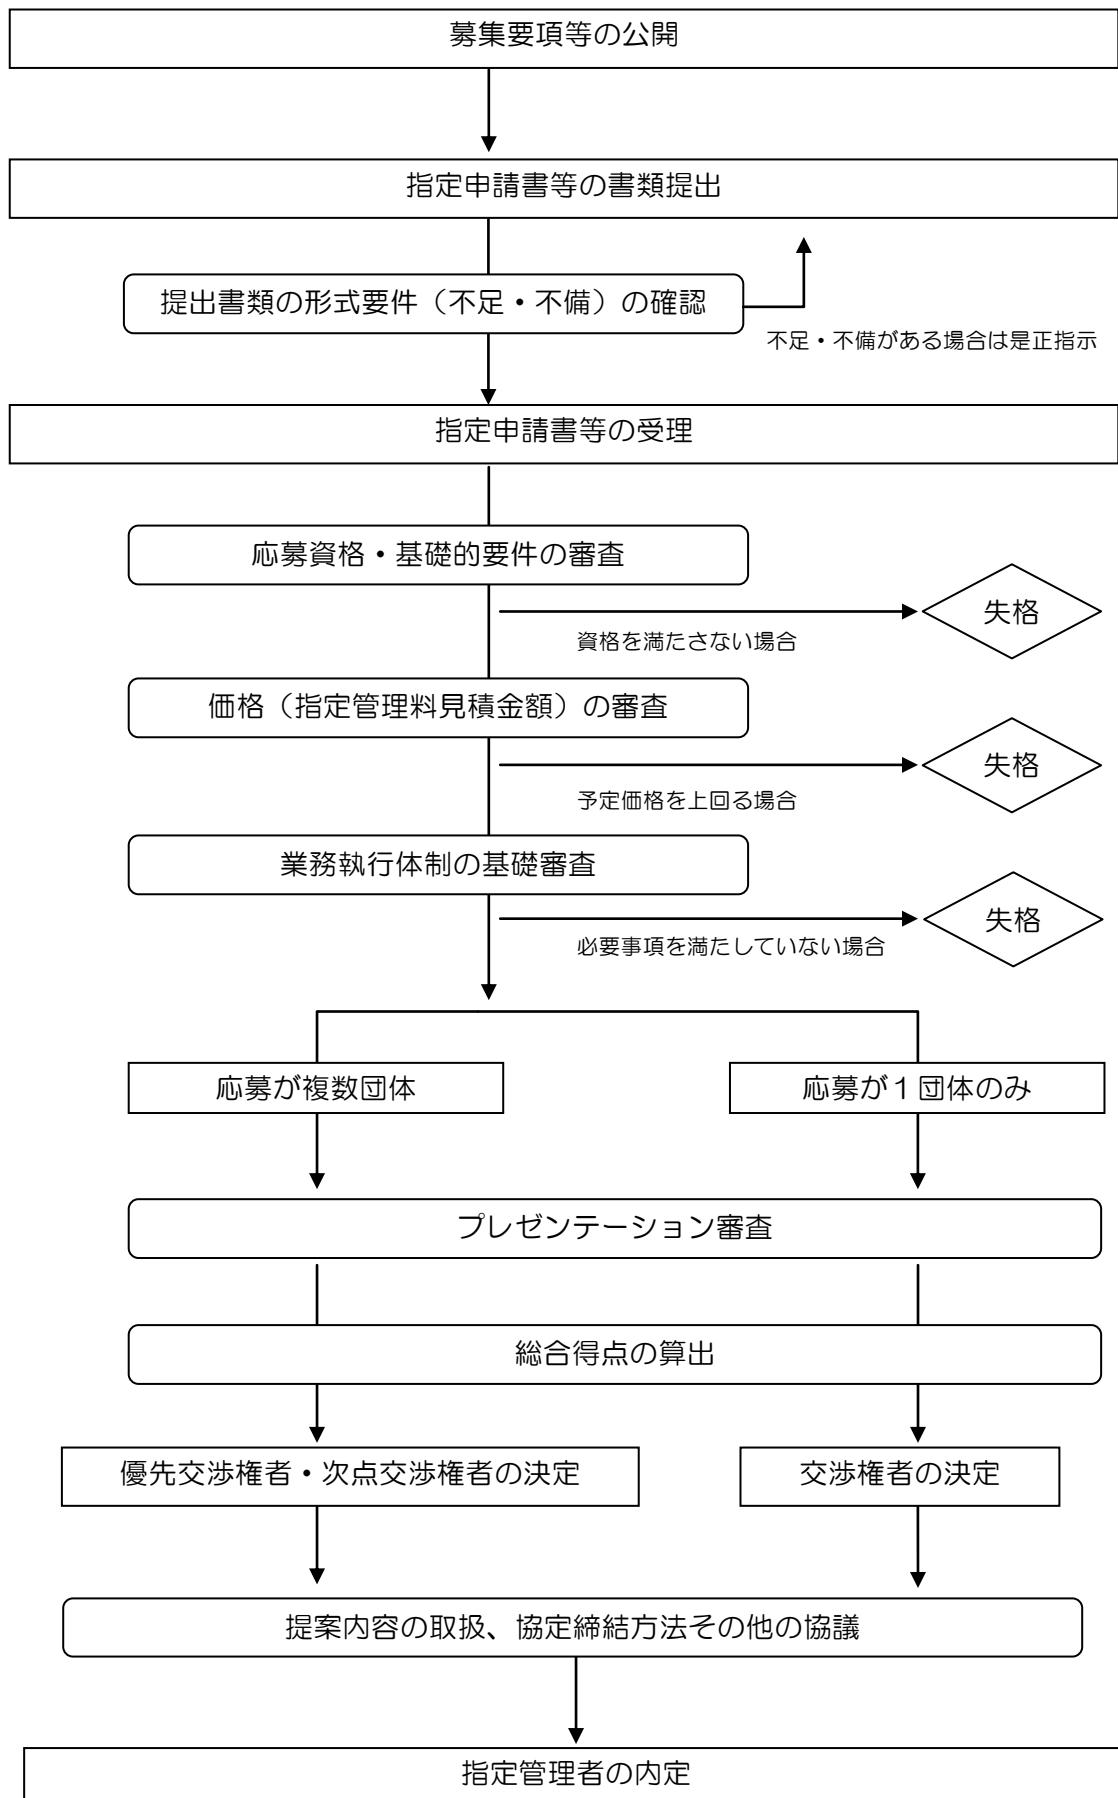 募集要項等の公開
指定申請書等の書類提出
提出書類の形式要件（不足・不備）の確認
不足・不備がある場合は是正指示
指定申請書等の受理
応募資格・基礎的要件の審査
失格
資格を満たさない場合
価格（指定管理料見積金額）の審査
失格
予定価格を上回る場合
業務執行体制の基礎審査
失格
必要事項を満たしていない場合
応募が複数団体
応募が１団体のみ
プレゼンテーション審査
総合得点の算出
優先交渉権者・次点交渉権者の決定
交渉権者の決定
提案内容の取扱、協定締結方法その他の協議
指定管理者の内定